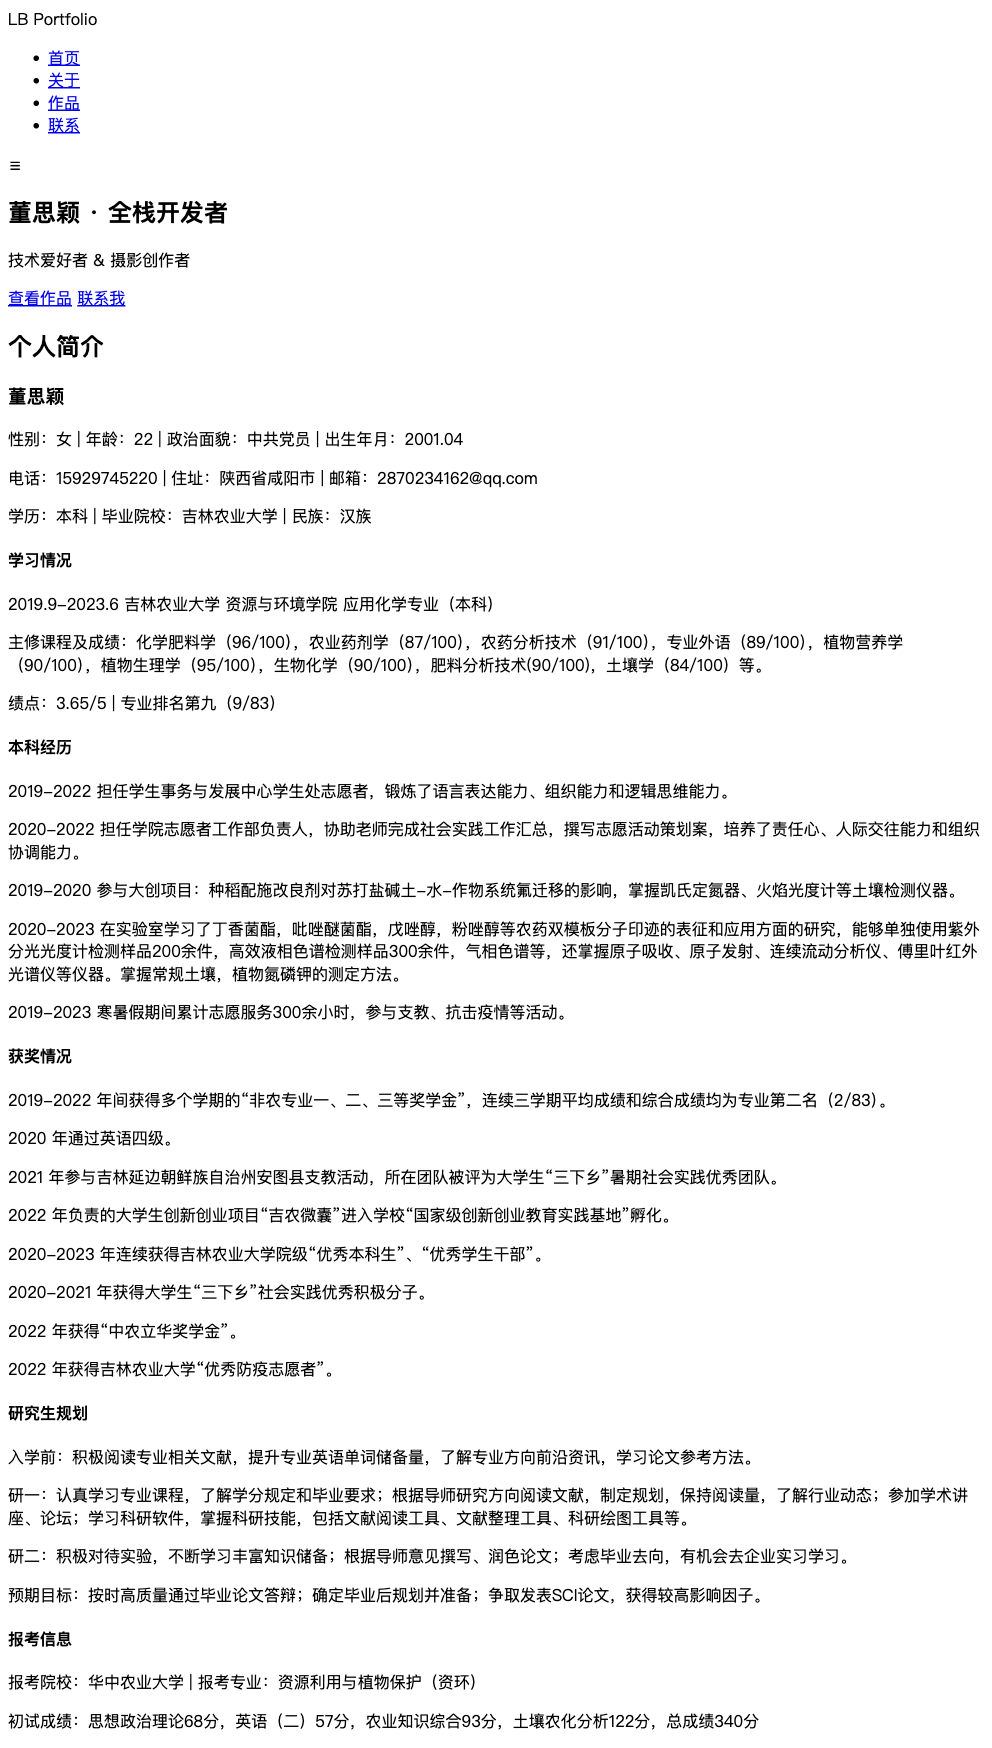 LB Portfolio
首页
关于
作品
联系
≡
董思颖 · 全栈开发者
技术爱好者 & 摄影创作者
查看作品 联系我
个人简介
董思颖
性别：女 | 年龄：22 | 政治面貌：中共党员 | 出生年月：2001.04
电话：15929745220 | 住址：陕西省咸阳市 | 邮箱：2870234162@qq.com
学历：本科 | 毕业院校：吉林农业大学 | 民族：汉族
学习情况
2019.9–2023.6 吉林农业大学 资源与环境学院 应用化学专业（本科）
主修课程及成绩：化学肥料学（96/100），农业药剂学（87/100），农药分析技术（91/100），专业外语（89/100），植物营养学
（90/100），植物生理学（95/100），生物化学（90/100），肥料分析技术(90/100)，土壤学（84/100）等。
绩点：3.65/5 | 专业排名第九（9/83）
本科经历
2019–2022 担任学生事务与发展中心学生处志愿者，锻炼了语言表达能力、组织能力和逻辑思维能力。
2020–2022 担任学院志愿者工作部负责人，协助老师完成社会实践工作汇总，撰写志愿活动策划案，培养了责任心、人际交往能力和组织
协调能力。
2019–2020 参与大创项目：种稻配施改良剂对苏打盐碱土–水–作物系统氟迁移的影响，掌握凯氏定氮器、火焰光度计等土壤检测仪器。
2020–2023 在实验室学习了丁香菌酯，吡唑醚菌酯，戊唑醇，粉唑醇等农药双模板分子印迹的表征和应用方面的研究，能够单独使用紫外
分光光度计检测样品200余件，高效液相色谱检测样品300余件，气相色谱等，还掌握原子吸收、原子发射、连续流动分析仪、傅里叶红外
光谱仪等仪器。掌握常规土壤，植物氮磷钾的测定方法。
2019–2023 寒暑假期间累计志愿服务300余小时，参与支教、抗击疫情等活动。
获奖情况
2019–2022 年间获得多个学期的“非农专业一、二、三等奖学金”，连续三学期平均成绩和综合成绩均为专业第二名（2/83）。
2020 年通过英语四级。
2021 年参与吉林延边朝鲜族自治州安图县支教活动，所在团队被评为大学生“三下乡”暑期社会实践优秀团队。
2022 年负责的大学生创新创业项目“吉农微囊”进入学校“国家级创新创业教育实践基地”孵化。
2020–2023 年连续获得吉林农业大学院级“优秀本科生”、“优秀学生干部”。
2020–2021 年获得大学生“三下乡”社会实践优秀积极分子。
2022 年获得“中农立华奖学金”。
2022 年获得吉林农业大学“优秀防疫志愿者”。
研究生规划
入学前：积极阅读专业相关文献，提升专业英语单词储备量，了解专业方向前沿资讯，学习论文参考方法。
研一：认真学习专业课程，了解学分规定和毕业要求；根据导师研究方向阅读文献，制定规划，保持阅读量，了解行业动态；参加学术讲
座、论坛；学习科研软件，掌握科研技能，包括文献阅读工具、文献整理工具、科研绘图工具等。
研二：积极对待实验，不断学习丰富知识储备；根据导师意见撰写、润色论文；考虑毕业去向，有机会去企业实习学习。
预期目标：按时高质量通过毕业论文答辩；确定毕业后规划并准备；争取发表SCI论文，获得较高影响因子。
报考信息
报考院校：华中农业大学 | 报考专业：资源利用与植物保护（资环）
初试成绩：思想政治理论68分，英语（二）57分，农业知识综合93分，土壤农化分析122分，总成绩340分